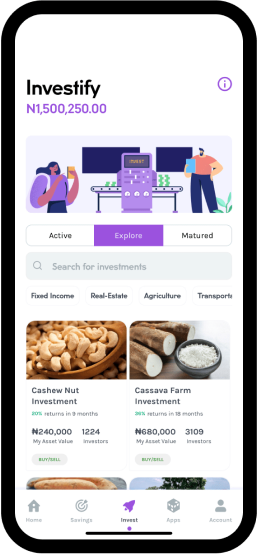 Investify
N1,500,250.00
Active Explore Matured
Search for investments
Fixed Income Real-Estate Agriculture Transporta
Cashew Nut Investment
20% returns in 9 months
₦240,000 1224
My Asset Value Investors
BUY/SELL
Cassava Farm Investment
36% returns in 18 months
₦680,000 3109
My Asset Value Investors
BUY/SELL
Home Savings Invest Apps Account